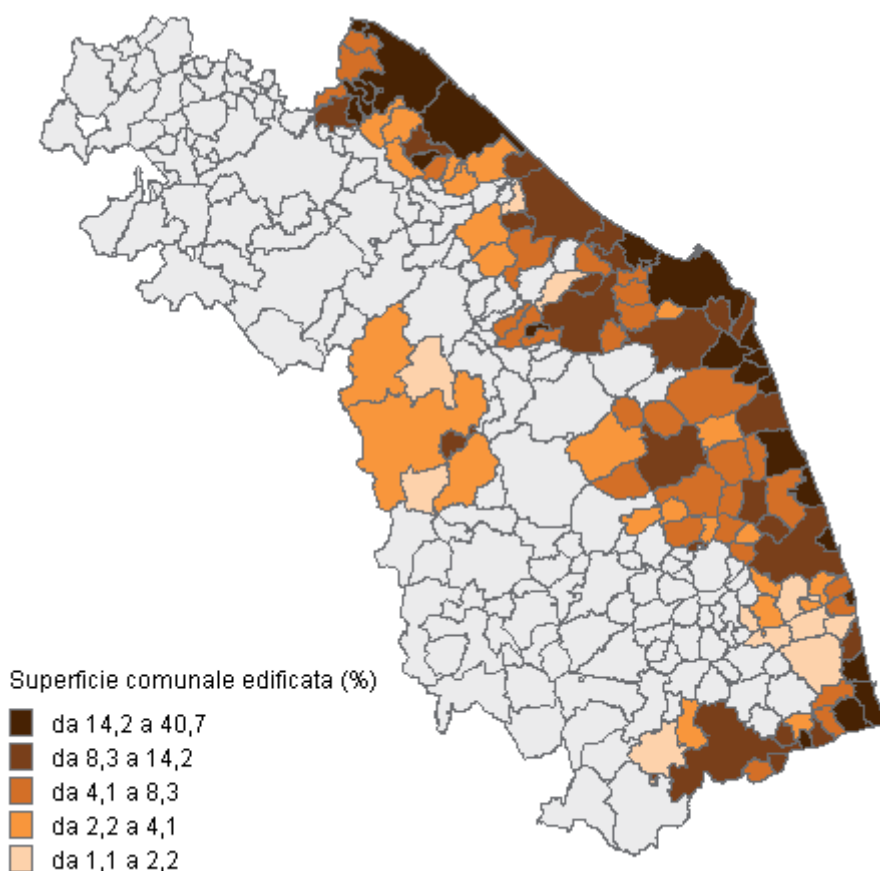 Superficie comunale edificata (%)
da 14,2 a 40,7
da 8,3 a 14,2
da 4,1 a 8,3
da 2,2 a 4,1
da 1,1 a 2,2